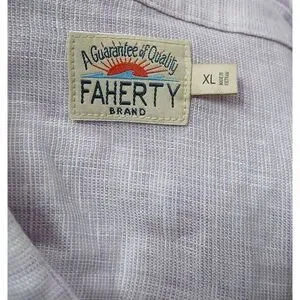 A Guarantee of Quality
FAHERTY
BRAND
XL